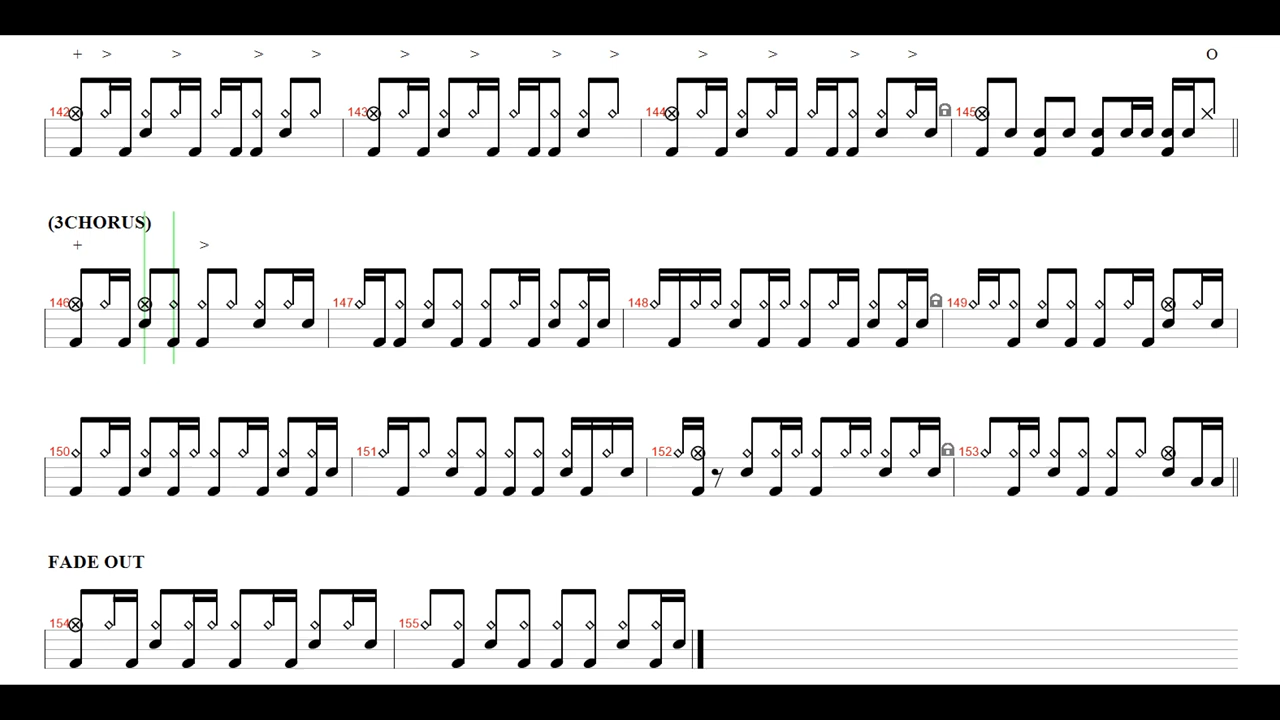 + > > > > > > > > > > > > O
142 143 144 145
(3CHORUS)
+ >
146 147 148 149
150 151 152 153
FADE OUT
154 155